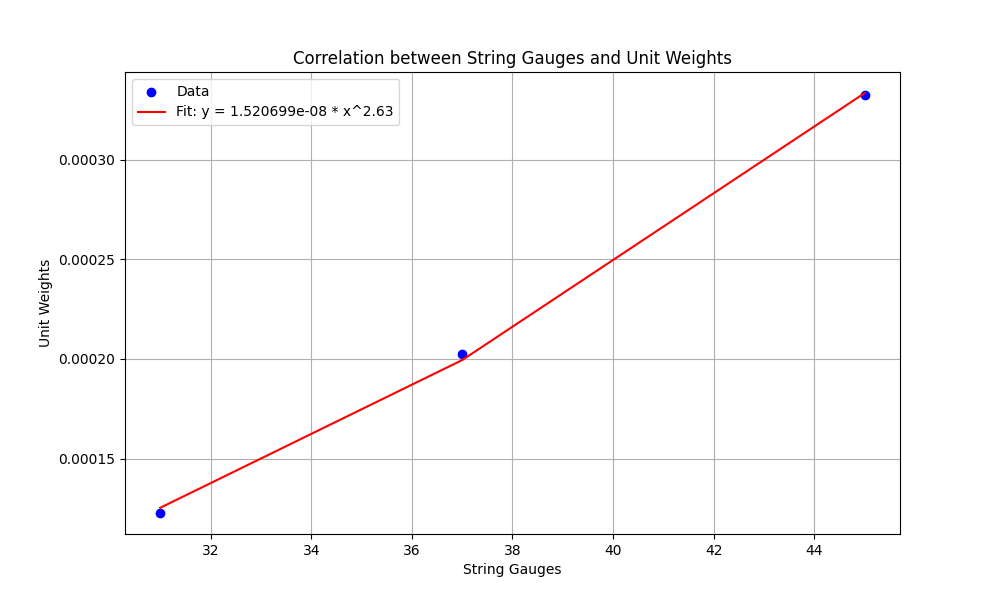 Correlation between String Gauges and Unit Weights
Data
Fit: y = 1.520699e-08 * x^2.63
0.00030
0.00025
0.00020
0.00015
Unit Weights
32 34 36 38 40 42 44
String Gauges